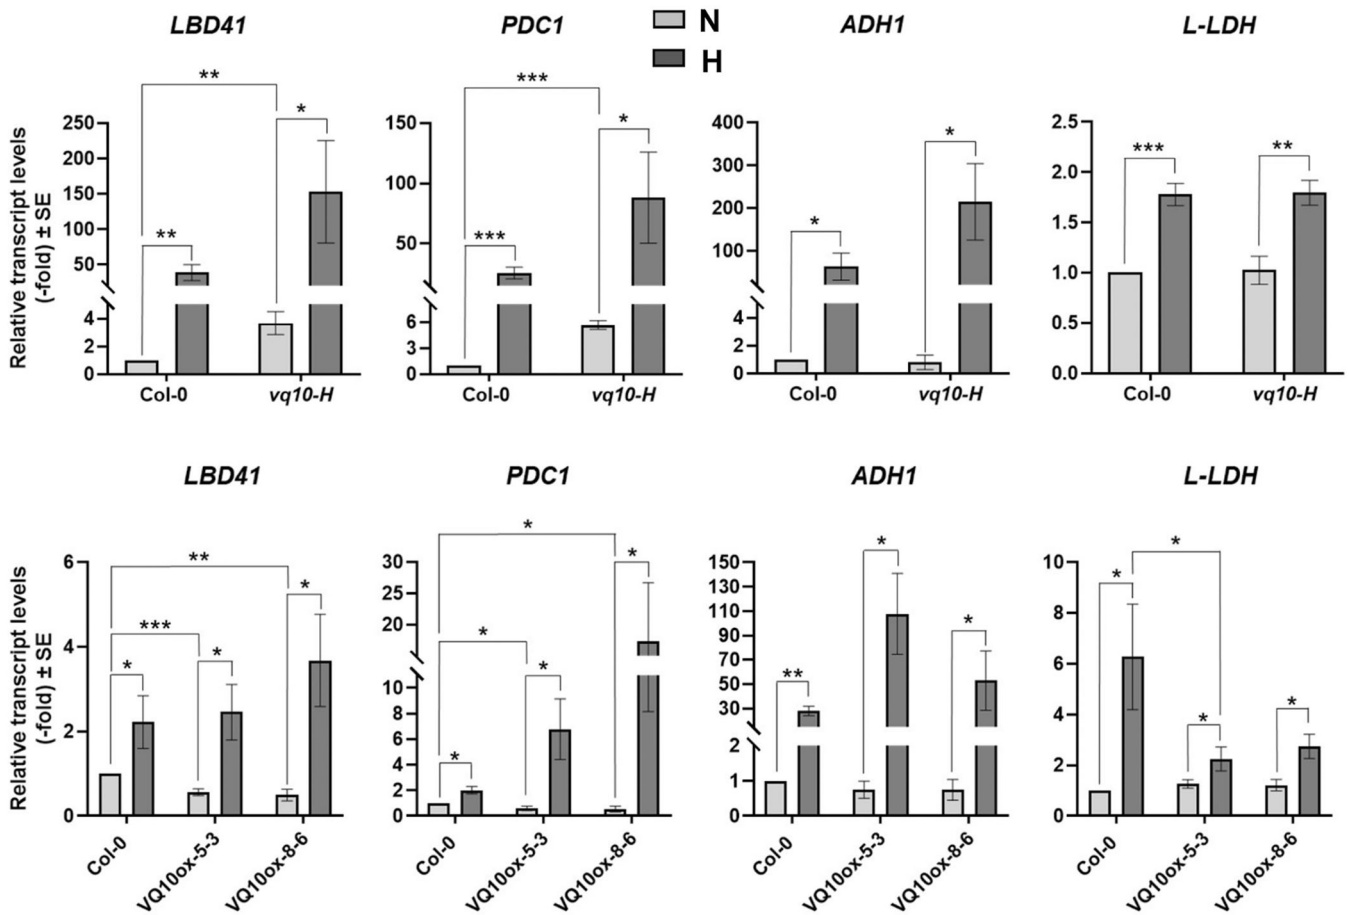 LBD41
PDC1
N
H
ADH1
L-LDH
Relative transcript levels
(-fold) ± SE
250
200
150
100
50
4
2
0
**
**
*
Col-0
vq10-H
150
100
50
6
3
0
***
***
*
Col-0
vq10-H
400
300
200
100
4
2
0
*
*
Col-0
vq10-H
2.5
2.0
1.5
1.0
0.5
0.0
***
**
Col-0
vq10-H
LBD41
PDC1
ADH1
L-LDH
Relative transcript levels
(-fold) ± SE
6
4
2
0
**
***
*
*
*
Col-0
VQ10ox-5-3
VQ10ox-8-6
30
25
20
10
8
6
4
2
0
*
*
*
*
*
Col-0
VQ10ox-5-3
VQ10ox-8-6
150
130
110
90
70
50
30
2
1
0
**
*
*
Col-0
VQ10ox-5-3
VQ10ox-8-6
10
8
6
4
2
0
*
*
*
*
Col-0
VQ10ox-5-3
VQ10ox-8-6